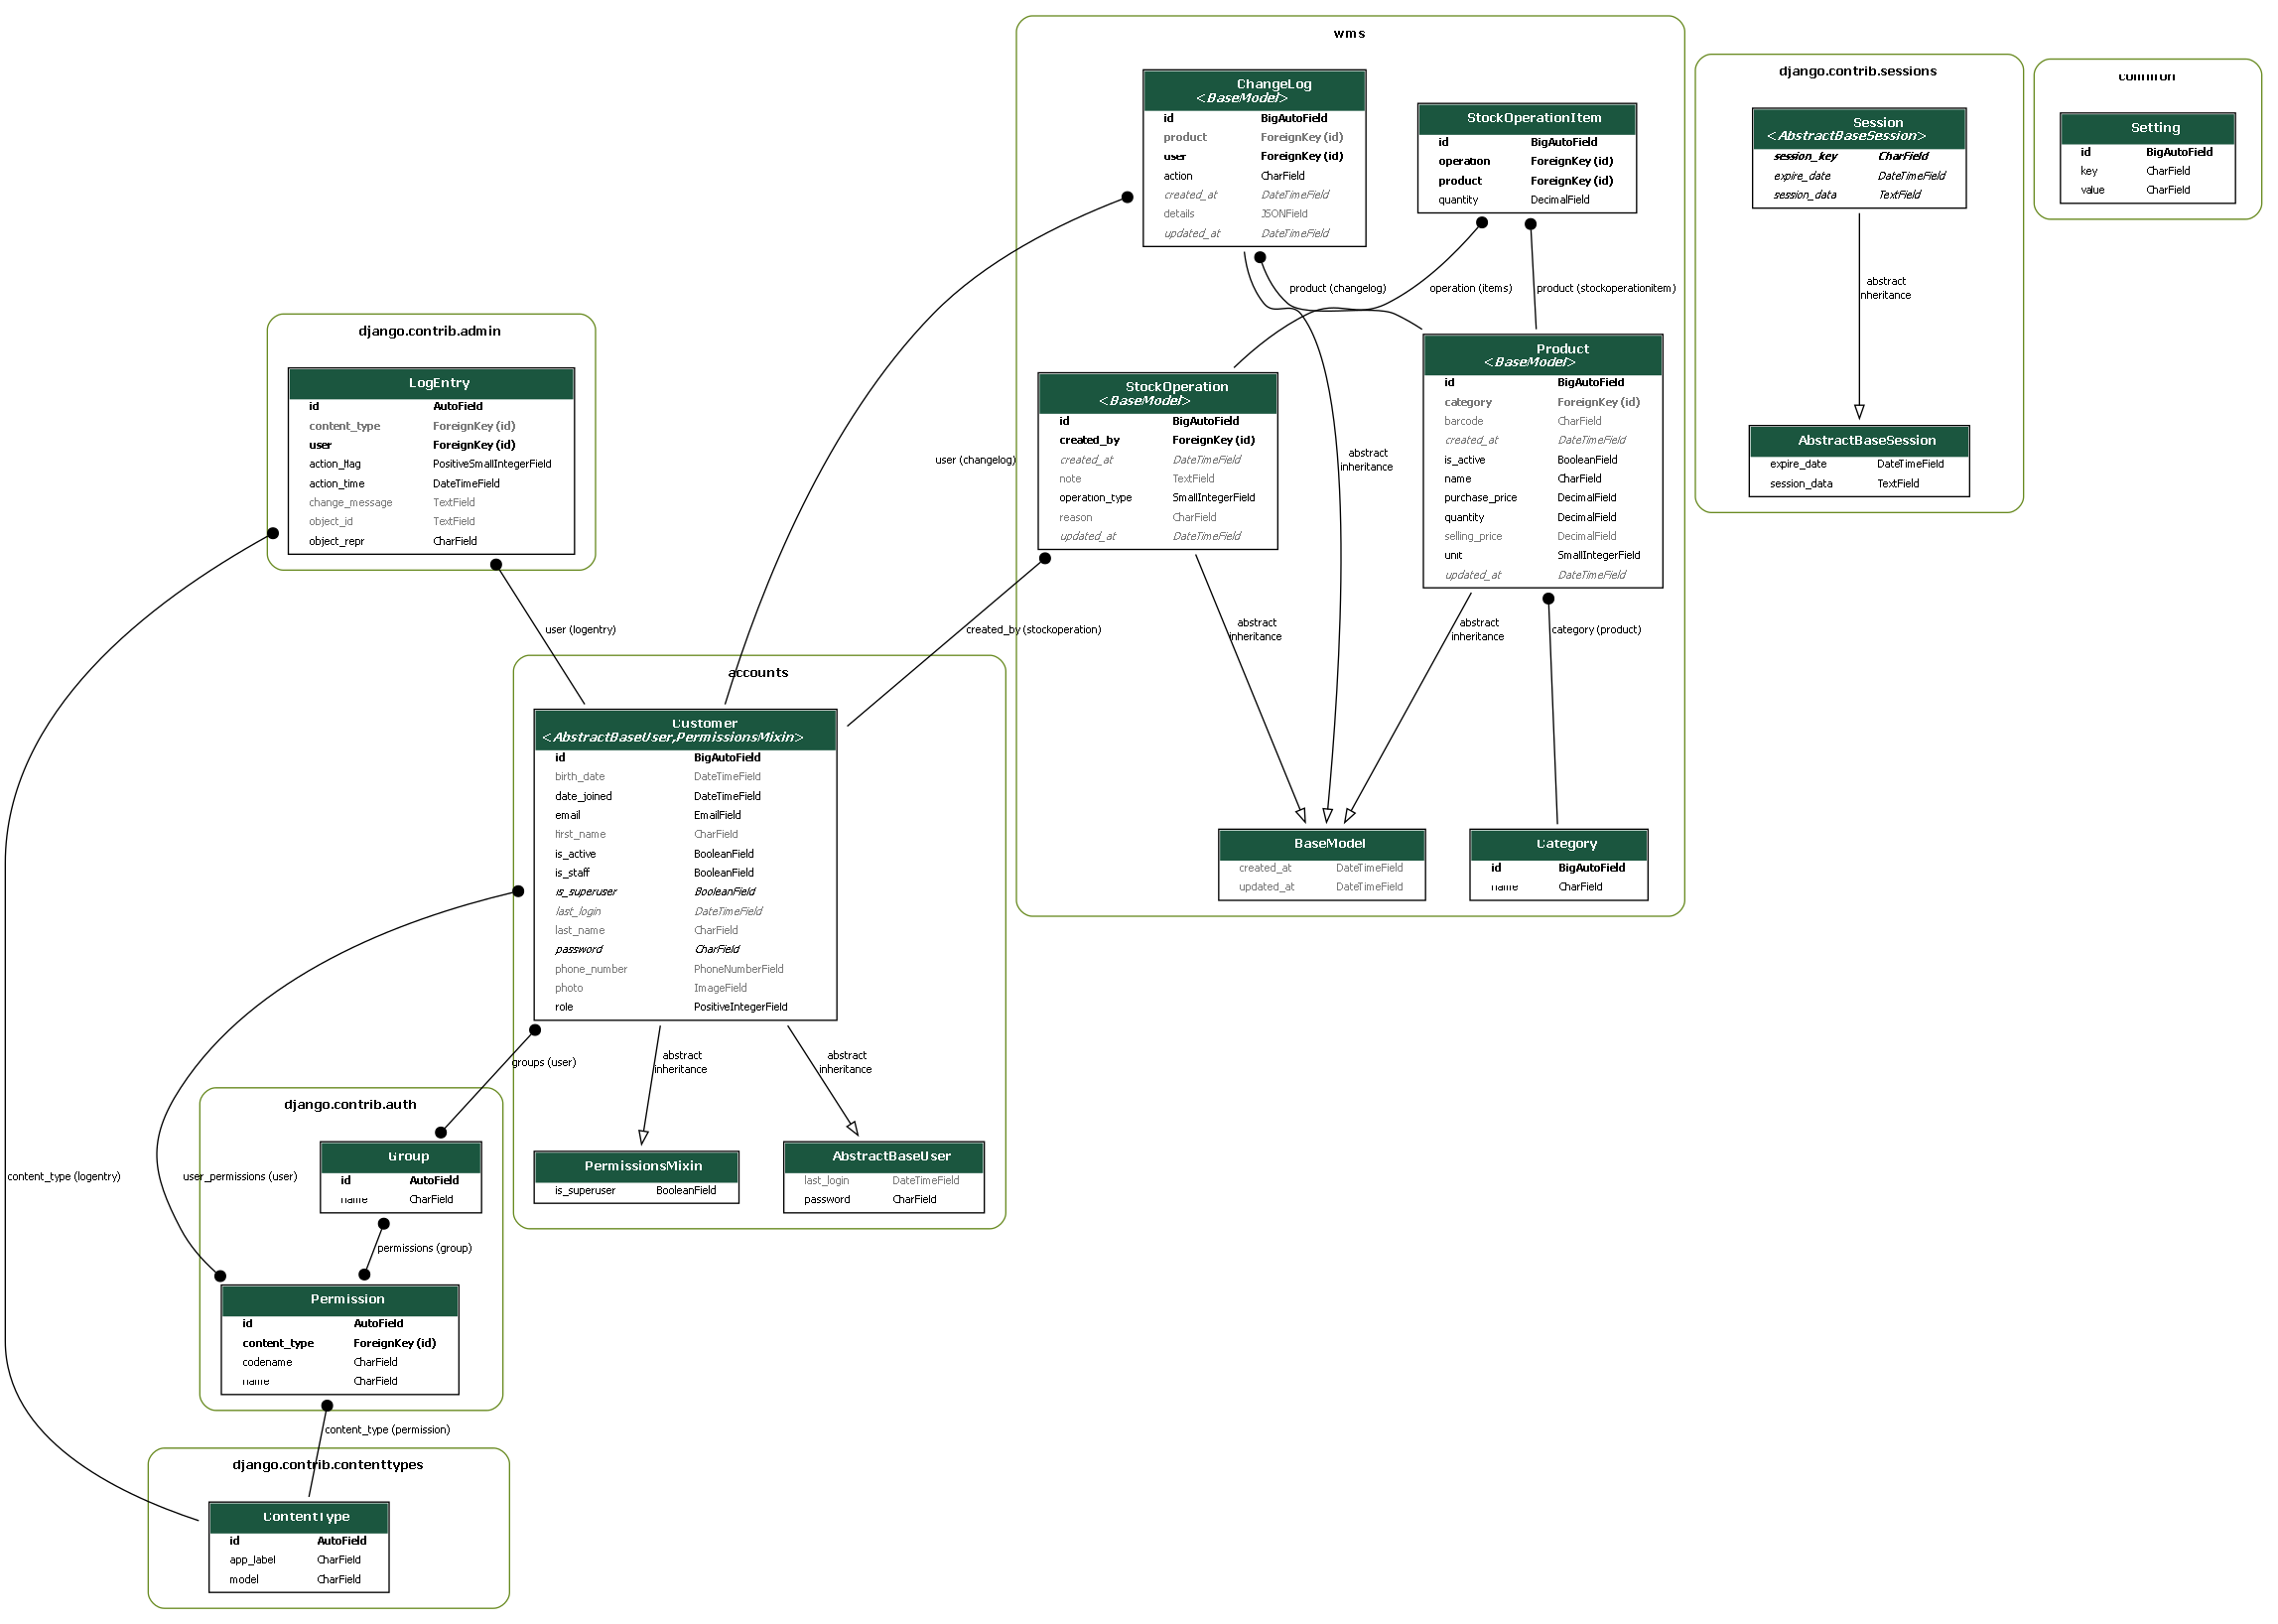 wms
ChangeLog
<BaseModel>
id BigAutoField
product ForeignKey (id)
user ForeignKey (id)
action CharField
created_at DateTimeField
details JSONField
updated_at DateTimeField
StockOperationItem
id BigAutoField
operation ForeignKey (id)
product ForeignKey (id)
quantity DecimalField
product (changelog)
operation (items)
product (stockoperationitem)
StockOperation
<BaseModel>
id BigAutoField
created_by ForeignKey (id)
created_at DateTimeField
note TextField
operation_type SmallIntegerField
reason CharField
updated_at DateTimeField
Product
<BaseModel>
id BigAutoField
category ForeignKey (id)
barcode CharField
created_at DateTimeField
is_active BooleanField
name CharField
purchase_price DecimalField
quantity DecimalField
selling_price DecimalField
unit SmallIntegerField
updated_at DateTimeField
user (changelog)
abstract
inheritance
created_by (stockoperation)
abstract
inheritance
abstract
inheritance
category (product)
BaseModel
created_at DateTimeField
updated_at DateTimeField
Category
id BigAutoField
name CharField
django.contrib.sessions
Session
<AbstractBaseSession>
session_key CharField
expire_date DateTimeField
session_data TextField
abstract
inheritance
AbstractBaseSession
expire_date DateTimeField
session_data TextField
common
Setting
id BigAutoField
key CharField
value CharField
django.contrib.admin
LogEntry
id AutoField
content_type ForeignKey (id)
user ForeignKey (id)
action_flag PositiveSmallIntegerField
action_time DateTimeField
change_message TextField
object_id TextField
object_repr CharField
user (logentry)
accounts
Customer
<AbstractBaseUser,PermissionsMixin>
id BigAutoField
birth_date DateTimeField
date_joined DateTimeField
email EmailField
first_name CharField
is_active BooleanField
is_staff BooleanField
is_superuser BooleanField
last_login DateTimeField
last_name CharField
password CharField
phone_number PhoneNumberField
photo ImageField
role PositiveIntegerField
groups (user)
abstract
inheritance
abstract
inheritance
PermissionsMixin
is_superuser BooleanField
AbstractBaseUser
last_login DateTimeField
password CharField
django.contrib.auth
Group
id AutoField
name CharField
content_type (logentry)
user_permissions (user)
permissions (group)
Permission
id AutoField
content_type ForeignKey (id)
codename CharField
name CharField
content_type (permission)
django.contrib.contenttypes
ContentType
id AutoField
app_label CharField
model CharField